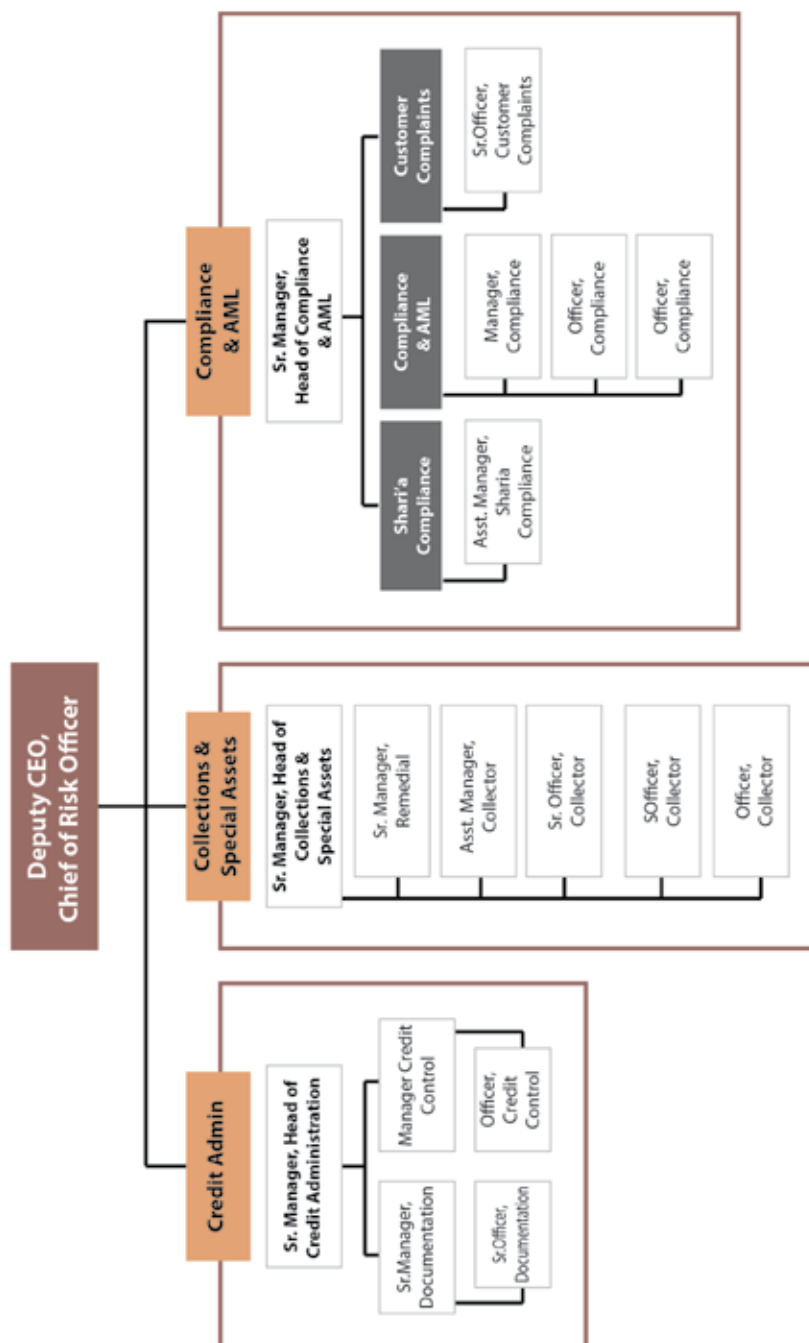 Deputy CEO,
Chief of Risk Officer
Credit Admin
Sr. Manager, Head of
Credit Administration
Sr.Manager,
Documentation
Sr.Officer,
Documentation
Manager Credit
Control
Officer,
Credit
Control
Collections &
Special Assets
Sr. Manager, Head of
Collections &
Special Assets
Sr. Manager,
Remedial
Asst. Manager,
Collector
Sr. Officer,
Collector
SOfficer,
Collector
Officer,
Collector
Compliance
& AML
Sr. Manager,
Head of Compliance
& AML
Shari'a
Compliance
Asst. Manager,
Sharia
Compliance
Compliance
& AML
Manager,
Compliance
Officer,
Compliance
Officer,
Compliance
Customer
Complaints
Sr.Officer,
Customer
Complaints